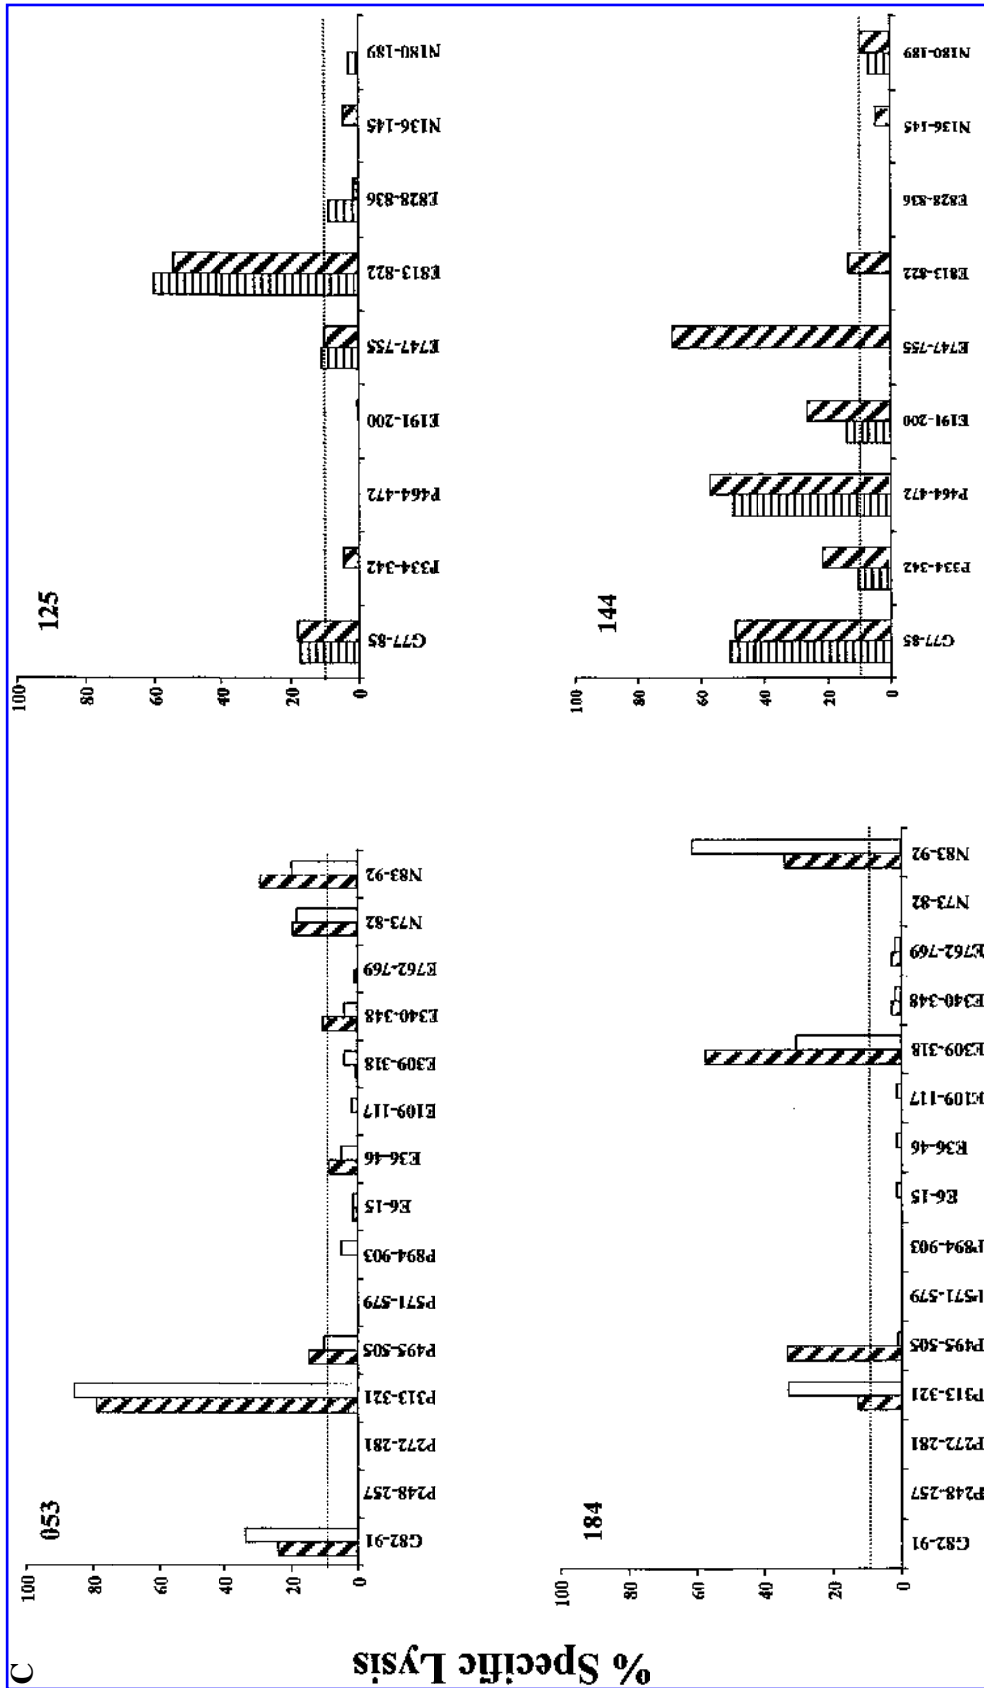 C
% Specific Lysis
053
100
80
60
40
20
0
G82-91
P248-257
P272-281
P313-321
P495-505
P571-579
P894-903
E6-15
E36-46
E109-117
E309-318
E340-348
E762-769
N73-82
N83-92
125
100
80
60
40
20
0
G77-85
P334-342
P464-472
E191-200
E747-755
E813-822
E828-836
N136-145
N180-189
184
100
80
60
40
20
0
G82-91
P248-257
P272-281
P313-321
P495-505
P571-579
P894-903
E6-15
E36-46
E109-117
E309-318
E340-348
E762-769
N73-82
N83-92
144
100
80
60
40
20
0
G77-85
P334-342
P464-472
E191-200
E747-755
E813-822
E828-836
N136-145
N180-189